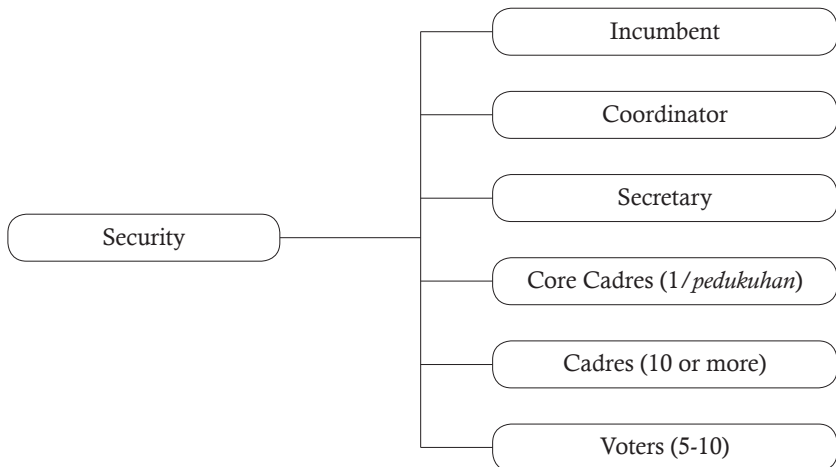 Incumbent
Coordinator
Secretary
Security
Core Cadres (1/pedukuhan)
Cadres (10 or more)
Voters (5-10)